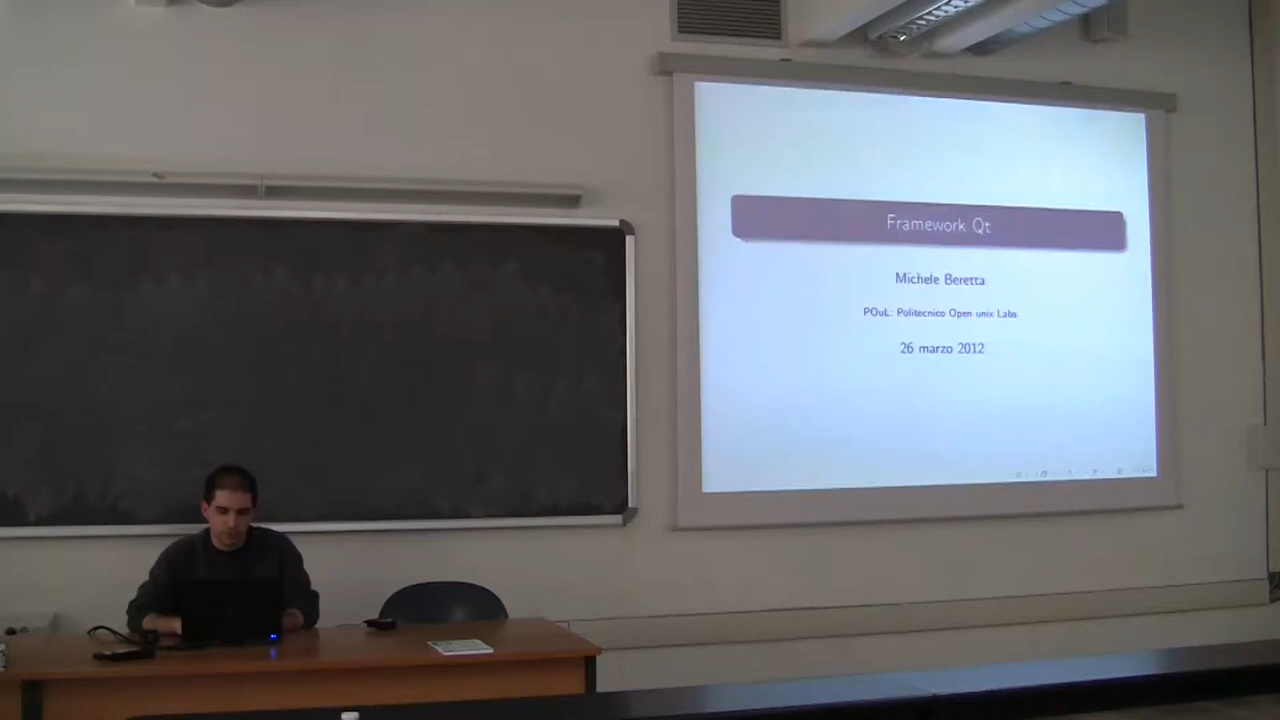 Framework Qt
Michele Beretta
POuL: Politecnico Open unix Labs
26 marzo 2012